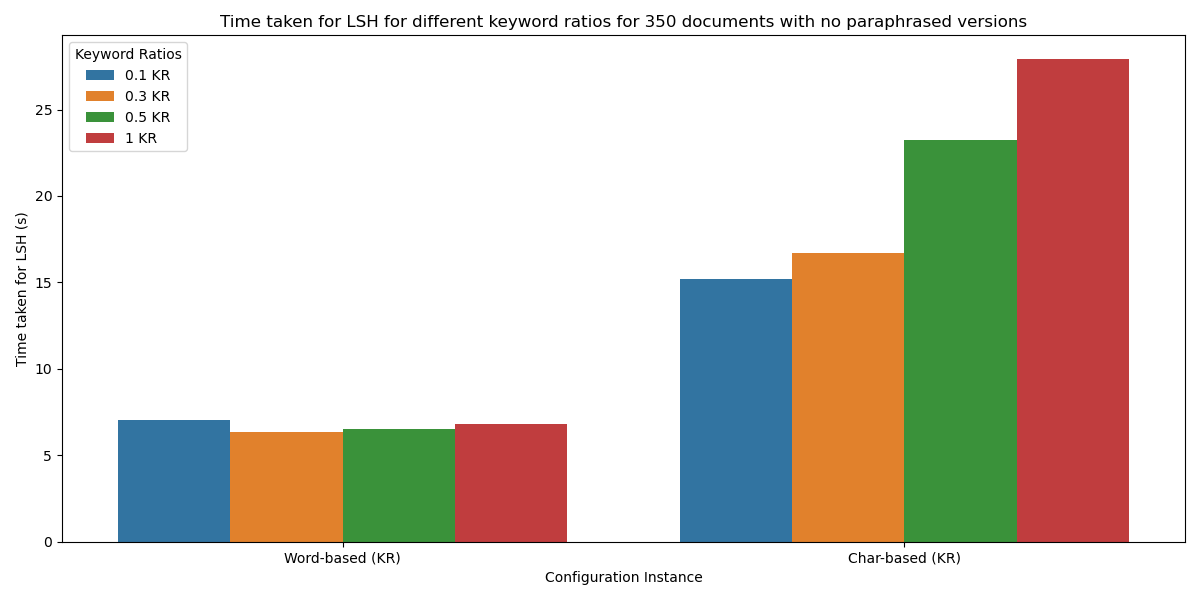 Time taken for LSH for different keyword ratios for 350 documents with no paraphrased versions
Keyword Ratios
0.1 KR
0.3 KR
0.5 KR
1 KR
Time taken for LSH (s)
25
20
15
10
5
0
Word-based (KR)
Char-based (KR)
Configuration Instance